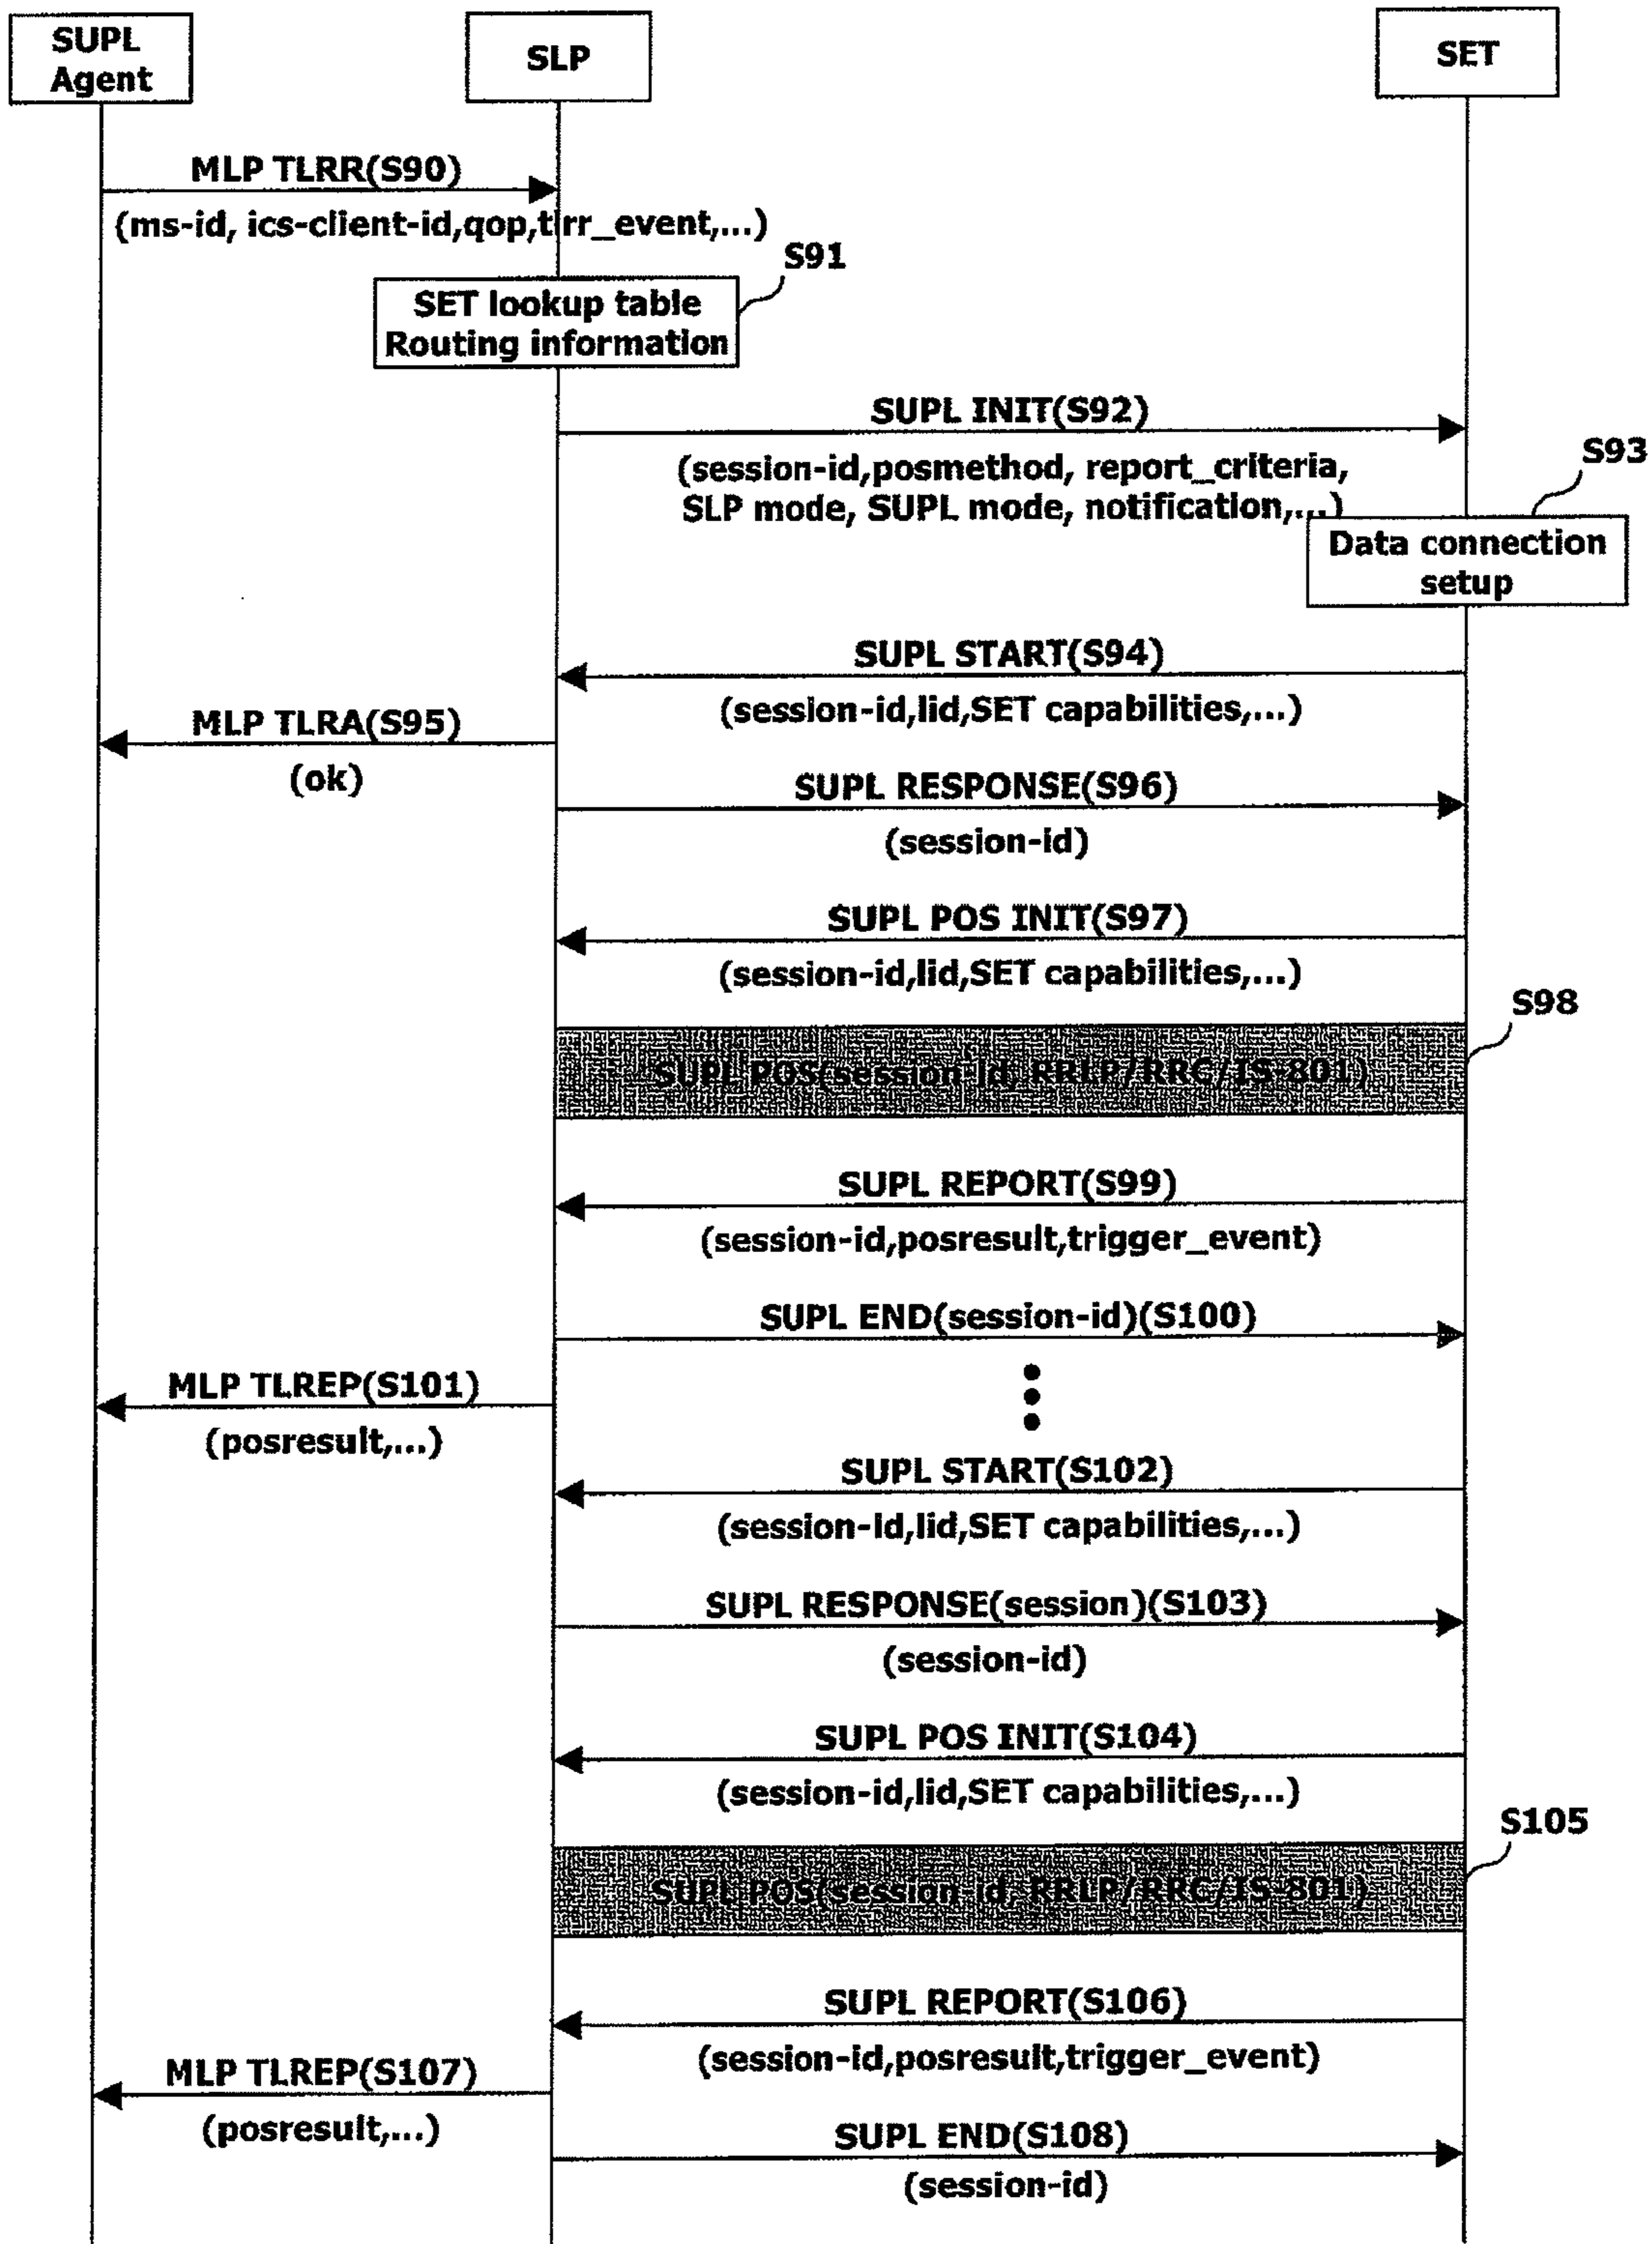 SUPL
Agent
SLP
SET
MLP TLRR(S90)
(ms-id, ics-client-id,qop,tlrr_event,...)
S91
SET lookup table
Routing information
SUPL INIT(S92)
(session-id,posmethod, report_criteria,
SLP mode, SUPL mode, notification,...)
S93
Data connection
setup
SUPL START(S94)
(session-id,lid,SET capabilities,...)
MLP TLRA(S95)
(ok)
SUPL RESPONSE(S96)
(session-id)
SUPL POS INIT(S97)
(session-id,lid,SET capabilities,...)
S98
SUPL POS(session-id, RRLP/RRC/IS-801)
SUPL REPORT(S99)
(session-id,posresult,trigger_event)
SUPL END(session-id)(S100)
MLP TLREP(S101)
(posresult,...)
SUPL START(S102)
(session-id,lid,SET capabilities,...)
SUPL RESPONSE(session)(S103)
(session-id)
SUPL POS INIT(S104)
(session-id,lid,SET capabilities,...)
S105
SUPL POS(session-id, RRLP/RRC/IS-801)
SUPL REPORT(S106)
(session-id,posresult,trigger_event)
MLP TLREP(S107)
(posresult,...)
SUPL END(S108)
(session-id)